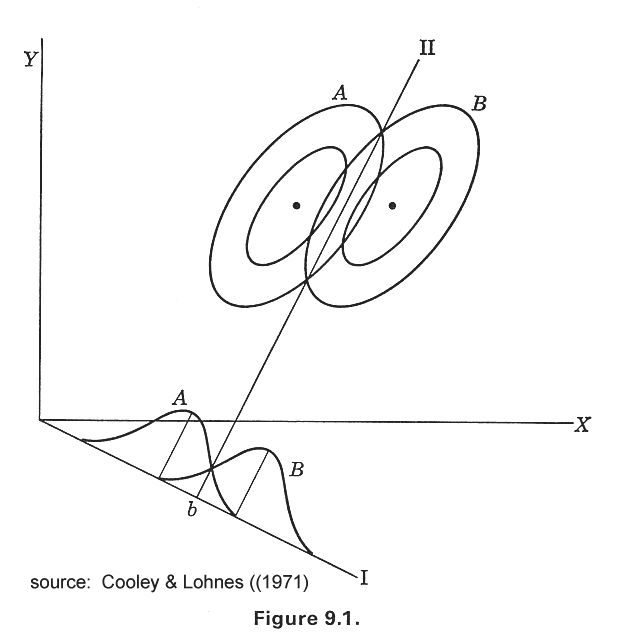 II
Y
A
B
A
X
B
b
I
source: Cooley & Lohnes ((1971)
Figure 9.1.